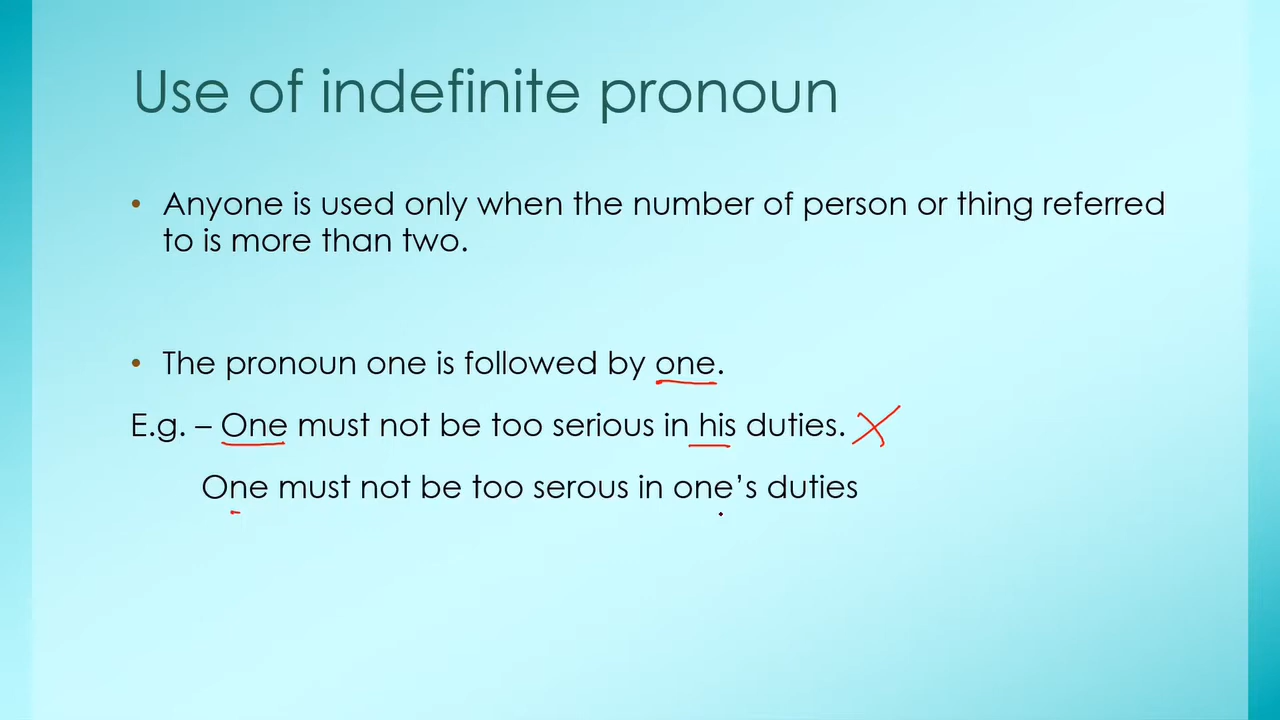 Use of indefinite pronoun
• Anyone is used only when the number of person or thing referred
to is more than two.
• The pronoun one is followed by one.
E.g. – One must not be too serious in his duties.
One must not be too serous in one’s duties